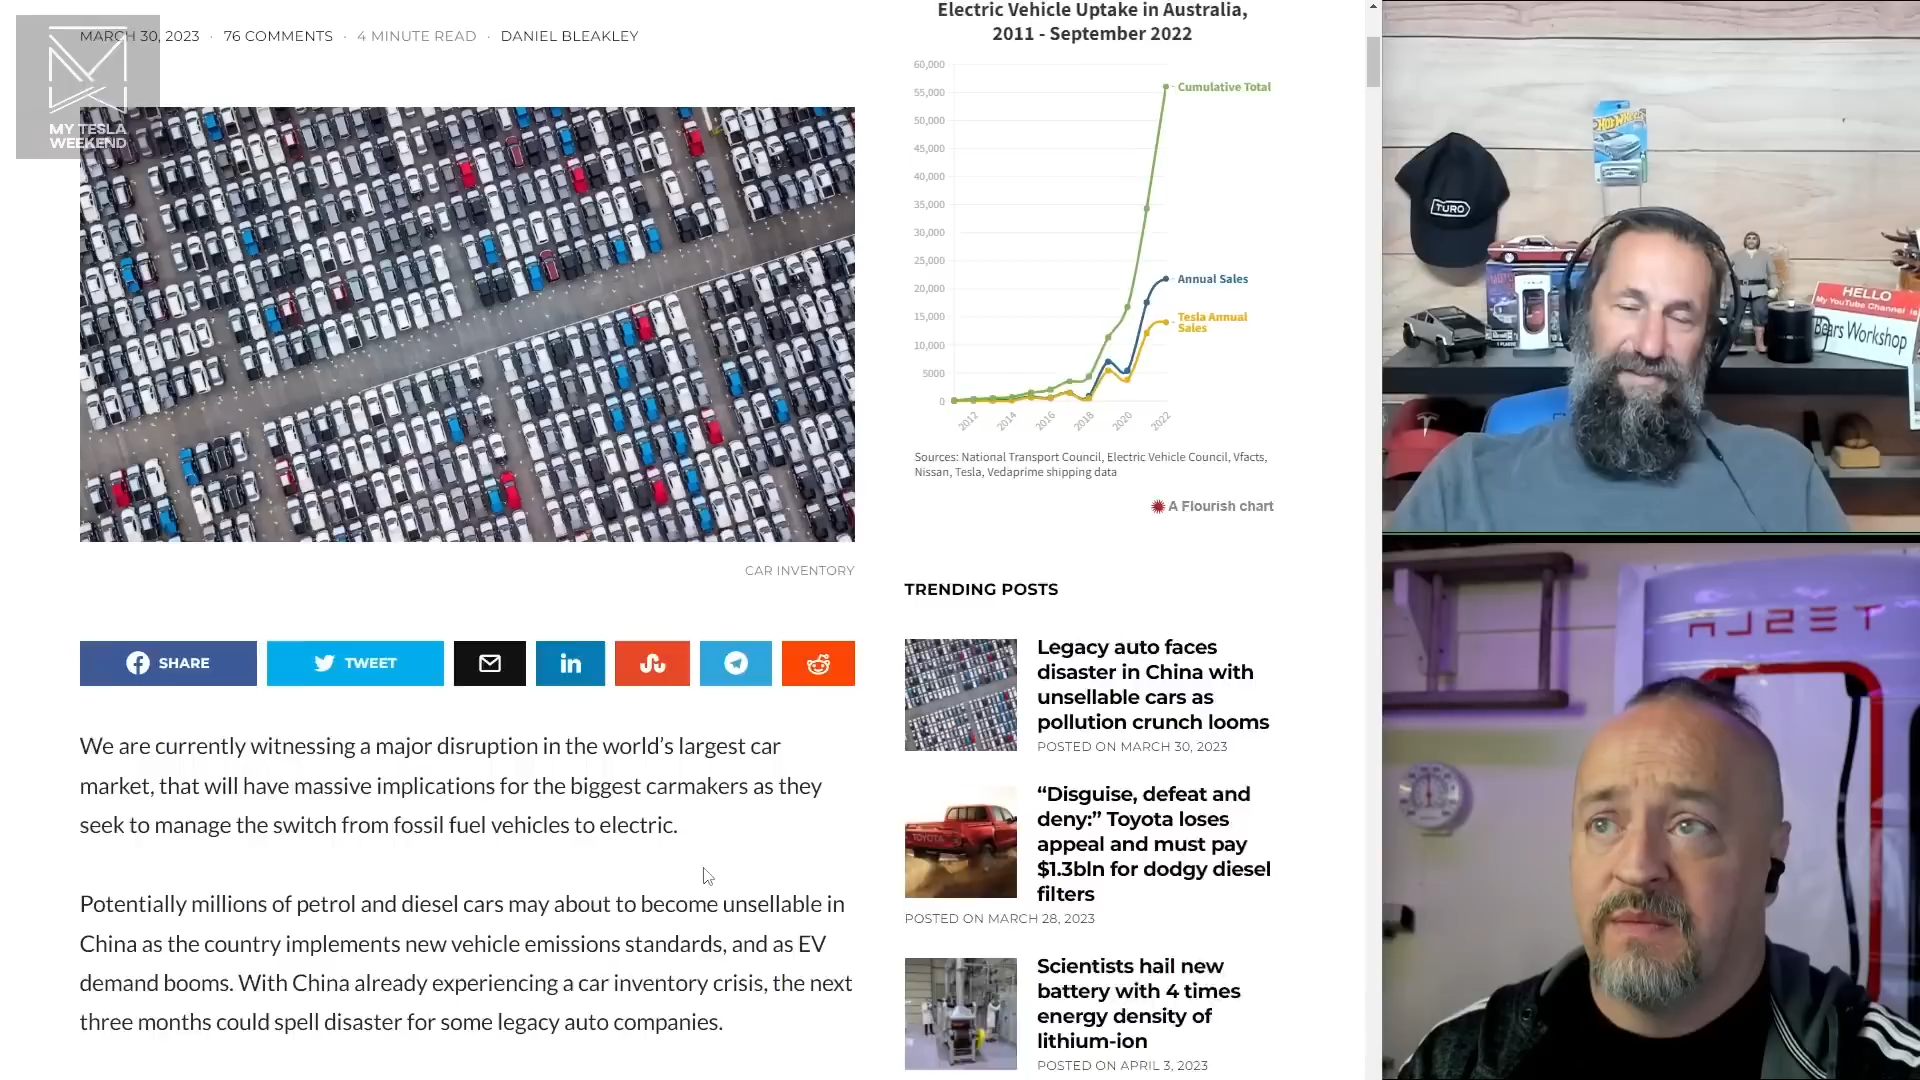 MARCH 30, 2023 · 76 COMMENTS · 4 MINUTE READ · DANIEL BLEAKLEY
MY TESLA
WEEKEND
CAR INVENTORY
SHARE
TWEET
in
We are currently witnessing a major disruption in the world’s largest car
market, that will have massive implications for the biggest carmakers as they
seek to manage the switch from fossil fuel vehicles to electric.
Potentially millions of petrol and diesel cars may about to become unsellable in
China as the country implements new vehicle emissions standards, and as EV
demand booms. With China already experiencing a car inventory crisis, the next
three months could spell disaster for some legacy auto companies.
Electric Vehicle Uptake in Australia,
2011 - September 2022
60,000
55,000
50,000
45,000
40,000
35,000
30,000
25,000
20,000
15,000
10,000
5000
0
2012
2014
2016
2018
2020
2022
Cumulative Total
Annual Sales
Tesla Annual
Sales
Sources: National Transport Council, Electric Vehicle Council, Vfacts,
Nissan, Tesla, Vedaprime shipping data
A Flourish chart
TRENDING POSTS
Legacy auto faces
disaster in China with
unsellable cars as
pollution crunch looms
POSTED ON MARCH 30, 2023
“Disguise, defeat and
deny:” Toyota loses
appeal and must pay
$1.3bln for dodgy diesel
filters
POSTED ON MARCH 28, 2023
TOYOTA
Scientists hail new
battery with 4 times
energy density of
lithium-ion
POSTED ON APRIL 3, 2023
Hot Wheels
TURO
HELLO
My YouTube Channel is
Bears Workshop
TESLA